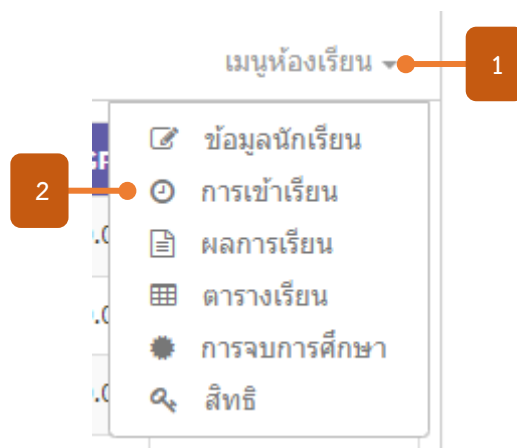 เมนูห้องเรียน
1
ข้อมูลนักเรียน
2
การเข้าเรียน
ผลการเรียน
ตารางเรียน
การจบการศึกษา
สิทธิ